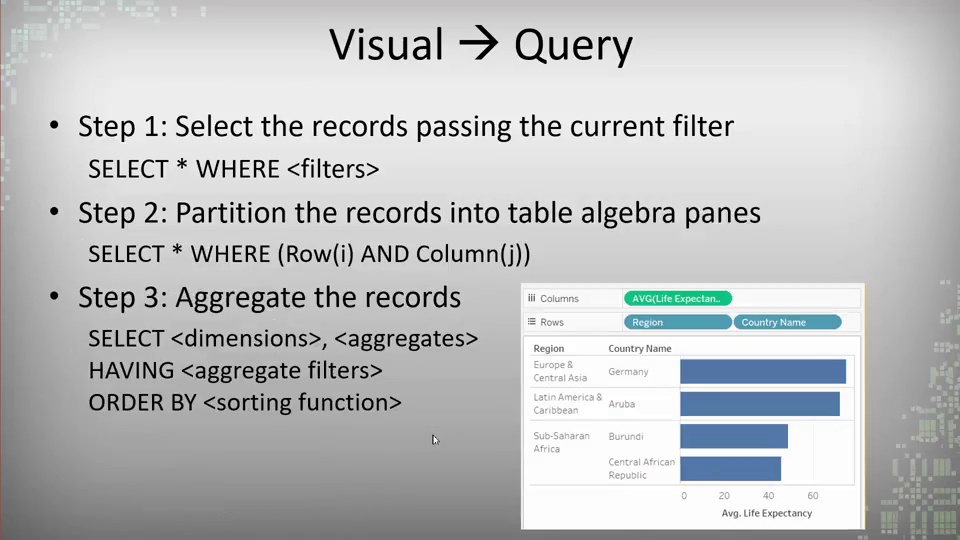 Visual → Query
• Step 1: Select the records passing the current filter
SELECT * WHERE <filters>
• Step 2: Partition the records into table algebra panes
SELECT * WHERE (Row(i) AND Column(j))
• Step 3: Aggregate the records
SELECT <dimensions>, <aggregates>
HAVING <aggregate filters>
ORDER BY <sorting function>
Columns AVG(Life Expectan..
Rows Region Country Name
Region Country Name
Europe &
Central Asia
Germany
Latin America &
Caribbean
Aruba
Sub-Saharan
Africa
Burundi
Central African
Republic
0 20 40 60
Avg. Life Expectancy